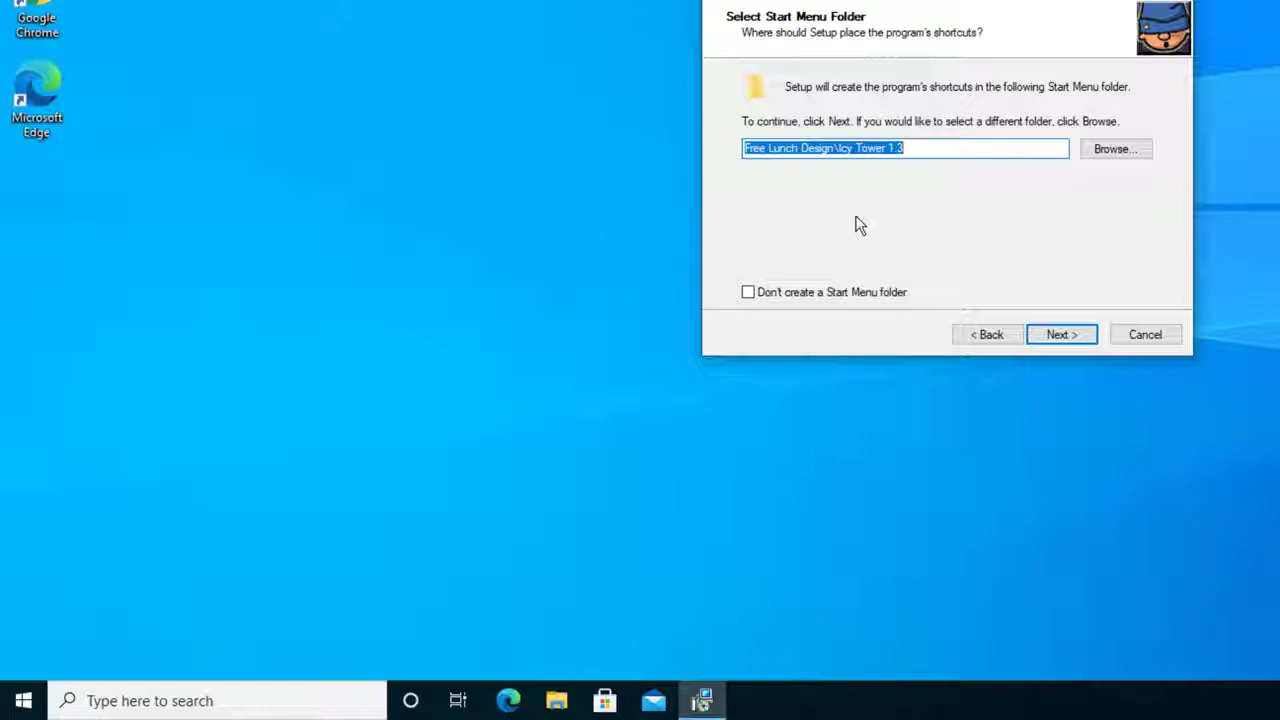 Google
Chrome
Microsoft
Edge
Select Start Menu Folder
Where should Setup place the program's shortcuts?
Setup will create the program's shortcuts in the following Start Menu folder.
To continue, click Next. If you would like to select a different folder, click Browse.
Free Lunch Design\Icy Tower 1.3
Browse...
Don't create a Start Menu folder
< Back
Next >
Cancel
Type here to search